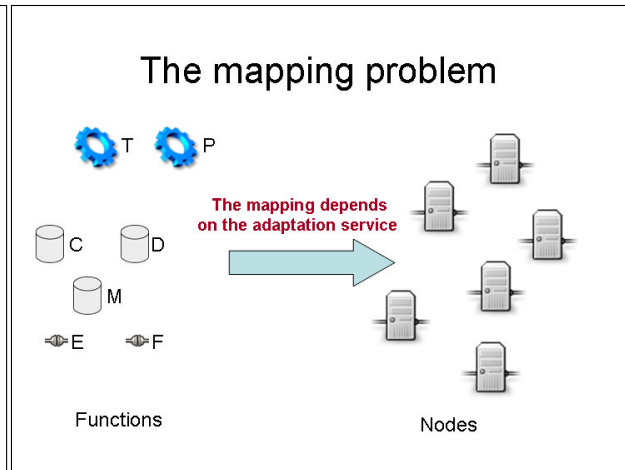 The mapping problem
T P
The mapping depends
on the adaptation service
C D
M
E F
Functions
Nodes